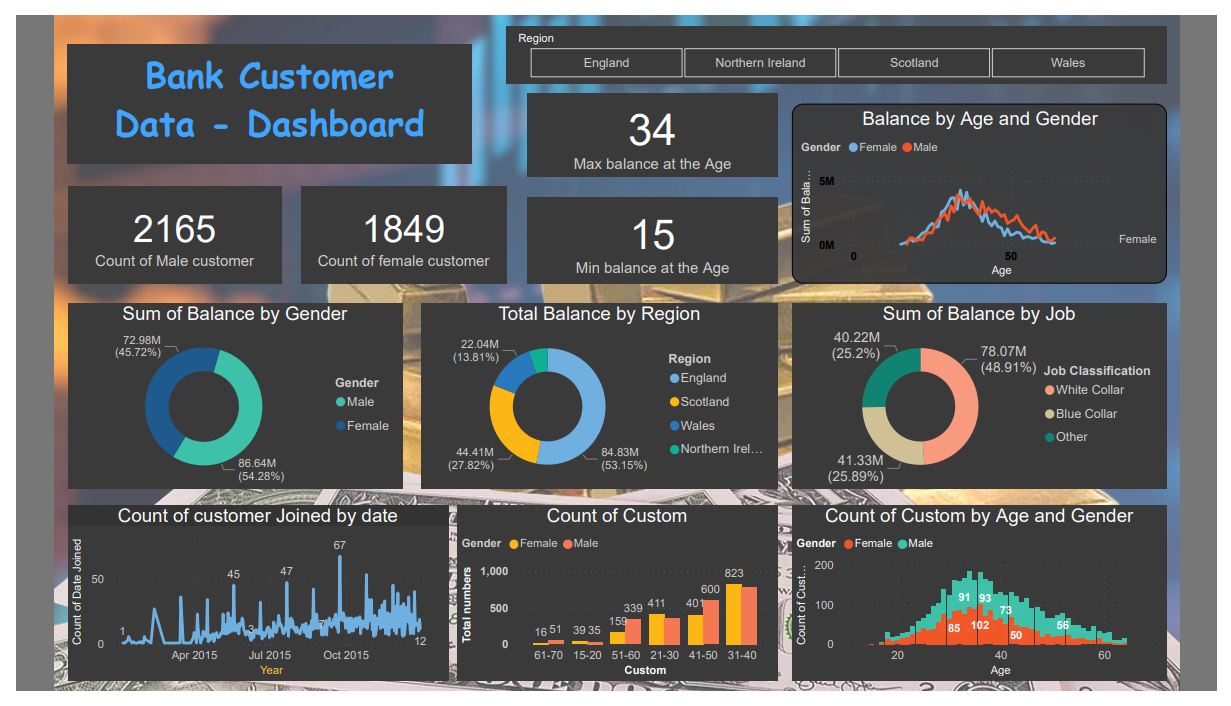 Bank Customer
Data - Dashboard
Region
England
Northern Ireland
Scotland
Wales
34
Max balance at the Age
2165
Count of Male customer
1849
Count of female customer
15
Min balance at the Age
Balance by Age and Gender
Gender Female Male
Sum of Bala…
5M
0M
0
50
Age
Female
Sum of Balance by Gender
72.98M
(45.72%)
86.64M
(54.28%)
Gender
Male
Female
Total Balance by Region
22.04M
(13.81%)
44.41M
(27.82%)
84.83M
(53.15%)
Region
England
Scotland
Wales
Northern Irel…
Sum of Balance by Job
40.22M
(25.2%)
78.07M
(48.91%)
41.33M
(25.89%)
Job Classification
White Collar
Blue Collar
Other
Count of customer Joined by date
Count of Date Joined
50
0
1
45
3
47
7
67
12
Apr 2015
Jul 2015
Oct 2015
Year
Count of Custom
Gender Female Male
Total numbers
1,000
500
0
16 51
39 35
159
339
411
401
600
823
61-70
15-20
51-60
21-30
41-50
31-40
Custom
Count of Custom by Age and Gender
Gender Female Male
Count of Cust…
200
100
0
91
93
73
56
85
102
50
20
40
60
Age